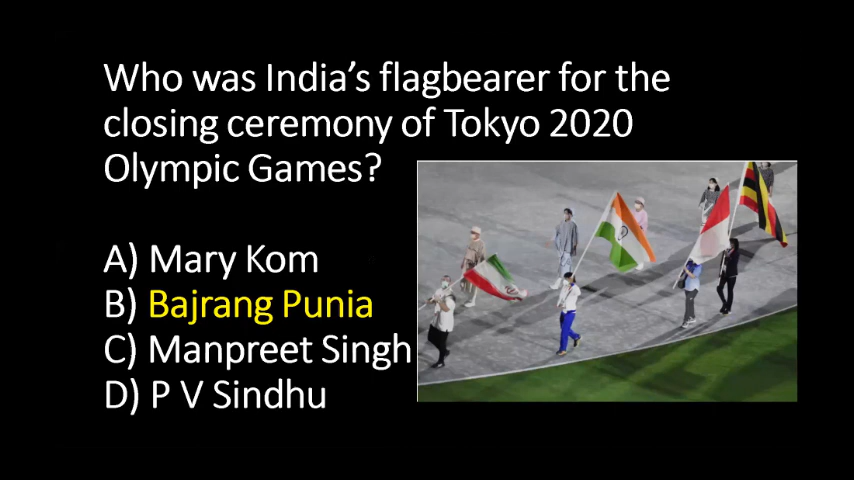 Who was India’s flagbearer for the
closing ceremony of Tokyo 2020
Olympic Games?
A) Mary Kom
B) Bajrang Punia
C) Manpreet Singh
D) P V Sindhu